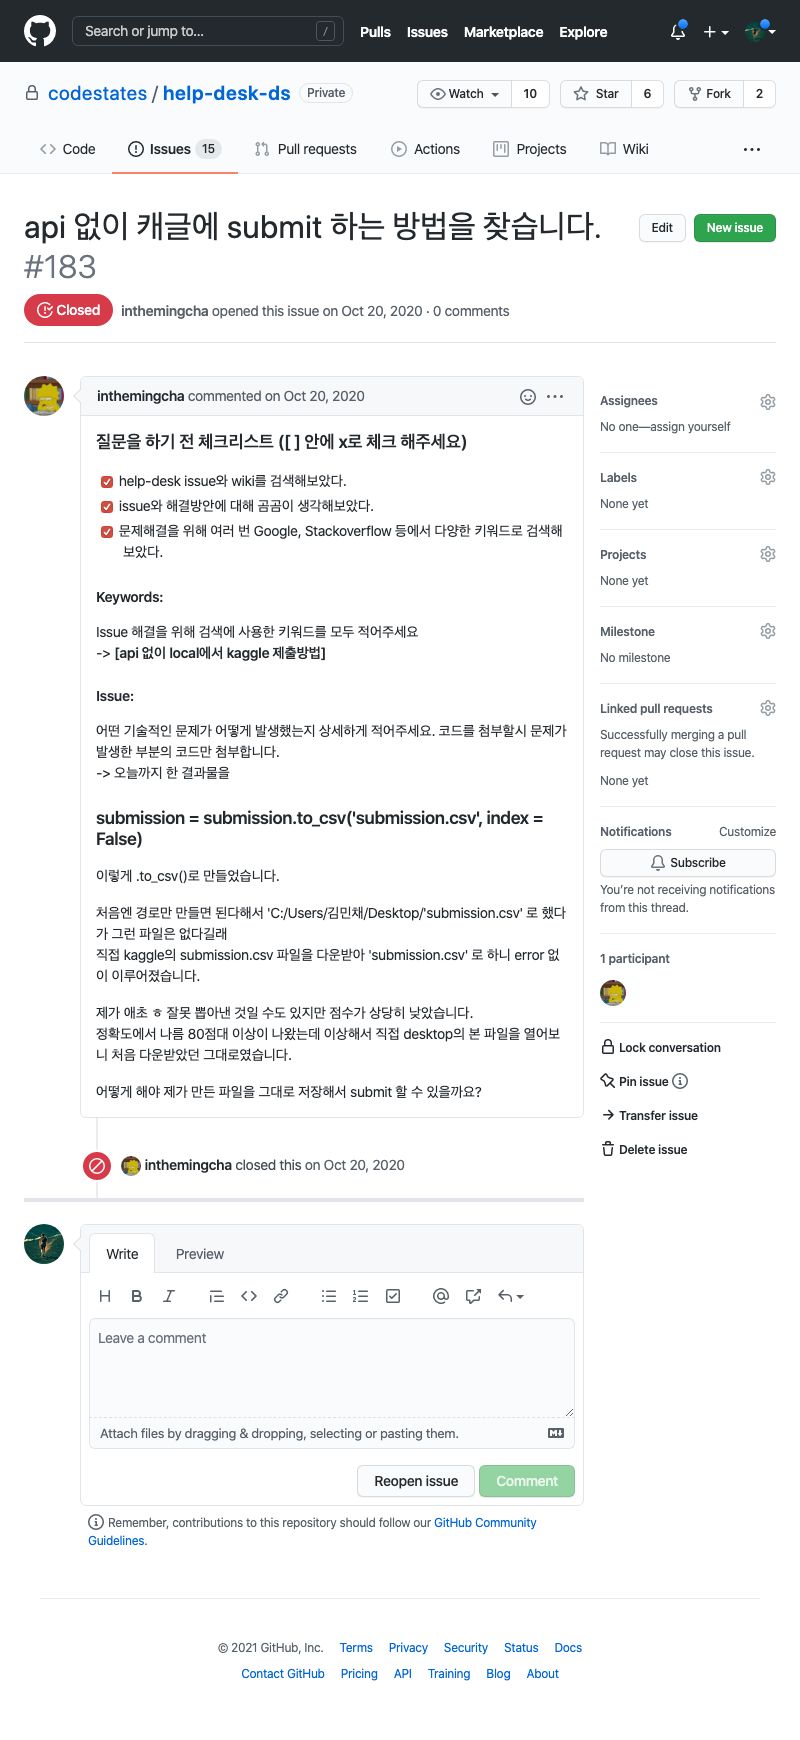 Search or jump to... /
Pulls Issues Marketplace Explore
codestates / help-desk-ds Private
Watch 10 Star 6 Fork 2
Code Issues 15 Pull requests Actions Projects Wiki
api 없이 캐글에 submit 하는 방법을 찾습니다.
#183
Edit New issue
Closed inthemingcha opened this issue on Oct 20, 2020 · 0 comments
inthemingcha commented on Oct 20, 2020
질문을 하기 전 체크리스트 ([ ] 안에 x로 체크 해주세요)
help-desk issue와 wiki를 검색해보았다.
issue와 해결방안에 대해 곰곰이 생각해보았다.
문제해결을 위해 여러 번 Google, Stackoverflow 등에서 다양한 키워드로 검색해
보았다.
Keywords:
Issue 해결을 위해 검색에 사용한 키워드를 모두 적어주세요
-> [api 없이 local에서 kaggle 제출방법]
Issue:
어떤 기술적인 문제가 어떻게 발생했는지 상세하게 적어주세요. 코드를 첨부할시 문제가
발생한 부분의 코드만 첨부합니다.
-> 오늘까지 한 결과물을
submission = submission.to_csv('submission.csv', index =
False)
이렇게 .to_csv()로 만들었습니다.
처음엔 경로만 만들면 된다해서 'C:/Users/김민채/Desktop/'submission.csv' 로 했다
가 그런 파일은 없다길래
직접 kaggle의 submission.csv 파일을 다운받아 'submission.csv' 로 하니 error 없
이 이루어졌습니다.
제가 애초 ㅎ 잘못 뽑아낸 것일 수도 있지만 점수가 상당히 낮았습니다.
정확도에서 나름 80점대 이상이 나왔는데 이상해서 직접 desktop의 본 파일을 열어보
니 처음 다운받았던 그대로였습니다.
어떻게 해야 제가 만든 파일을 그대로 저장해서 submit 할 수 있을까요?
inthemingcha closed this on Oct 20, 2020
Assignees
No one—assign yourself
Labels
None yet
Projects
None yet
Milestone
No milestone
Linked pull requests
Successfully merging a pull
request may close this issue.
None yet
Notifications Customize
Subscribe
You're not receiving notifications
from this thread.
1 participant
Lock conversation
Pin issue
Transfer issue
Delete issue
Write Preview
Leave a comment
Attach files by dragging & dropping, selecting or pasting them.
Reopen issue Comment
Remember, contributions to this repository should follow our GitHub Community
Guidelines.
© 2021 GitHub, Inc. Terms Privacy Security Status Docs
Contact GitHub Pricing API Training Blog About